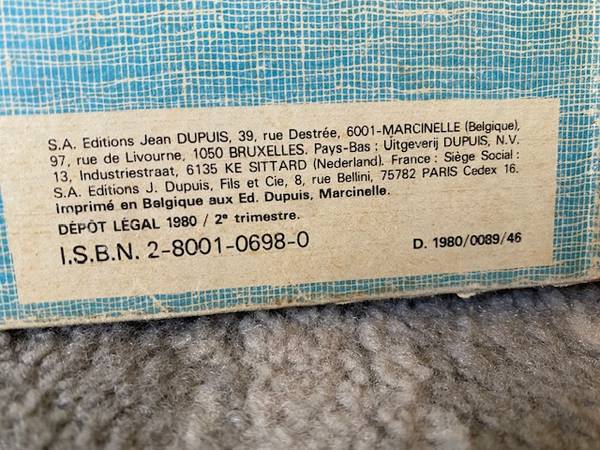 S.A. Editions Jean DUPUIS, 39, rue Destrée, 6001-MARCINELLE (Belgique),
97, rue de Livourne, 1050 BRUXELLES. Pays-Bas : Uitgeverij DUPUIS, N.V.
13, Industriestraat, 6135 KE SITTARD (Nederland). France : Siège Social :
S.A. Editions J. Dupuis, Fils et Cie, 8, rue Bellini, 75782 PARIS Cedex 16.
Imprimé en Belgique aux Ed. Dupuis, Marcinelle.
DÉPÔT LÉGAL 1980 / 2e trimestre.
I.S.B.N. 2-8001-0698-0
D. 1980/0089/46